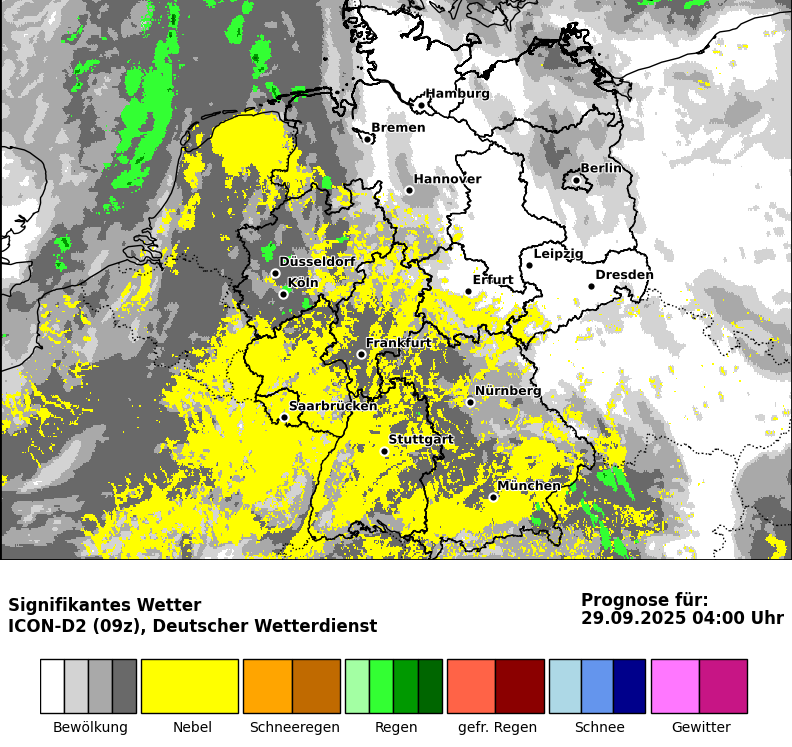 Hamburg
Bremen
Berlin
Hannover
Leipzig
Düsseldorf
Dresden
Erfurt
Köln
Frankfurt
Nürnberg
Saarbrücken
Stuttgart
München
Signifikantes Wetter
ICON-D2 (09z), Deutscher Wetterdienst
Prognose für:
29.09.2025 04:00 Uhr
Bewölkung Nebel Schneeregen Regen gefr. Regen Schnee Gewitter